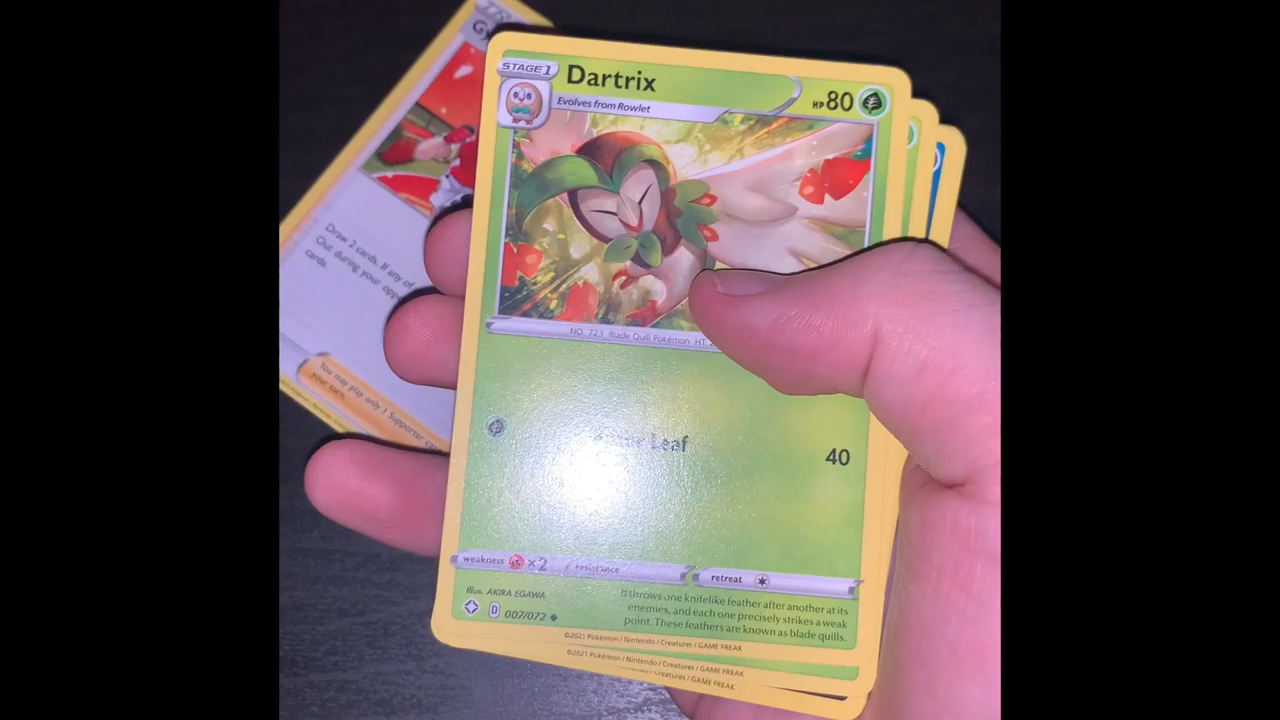 STAGE 1
Dartrix
HP 80
Evolves from Rowlet
NO. 723 Blade Quill Pokémon HT
Leaf
40
weakness ×2
resistance
retreat
Illus. AKIRA EGAWA
D 007/072
It throws one knifelike feather after another at its
enemies, and each one precisely strikes a weak
point. These feathers are known as blade quills.
©2021 Pokémon / Nintendo / Creatures / GAME FREAK
©2021 Pokémon / Nintendo / Creatures / GAME FREAK
/ Creatures / GAME FREAK
Draw 2 cards. If any of
Out during your
cards.
You may play only 1 Supporter
your turn.